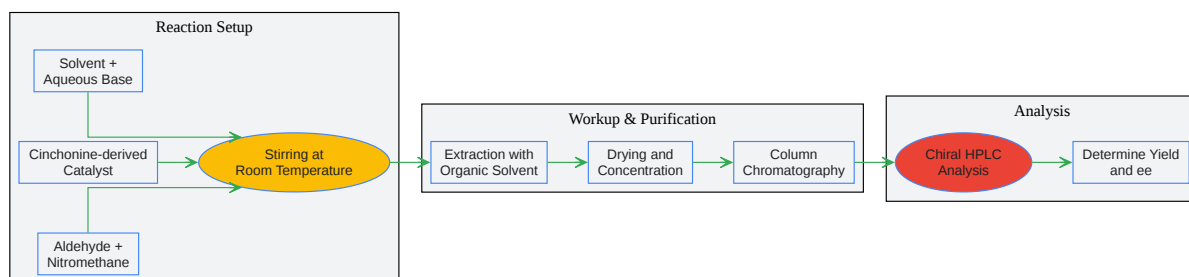 Reaction Setup
Solvent +
Aqueous Base
Cinchonine-derived
Catalyst
Aldehyde +
Nitromethane
Stirring at
Room Temperature
Workup & Purification
Extraction with
Organic Solvent
Drying and
Concentration
Column
Chromatography
Analysis
Chiral HPLC
Analysis
Determine Yield
and ee